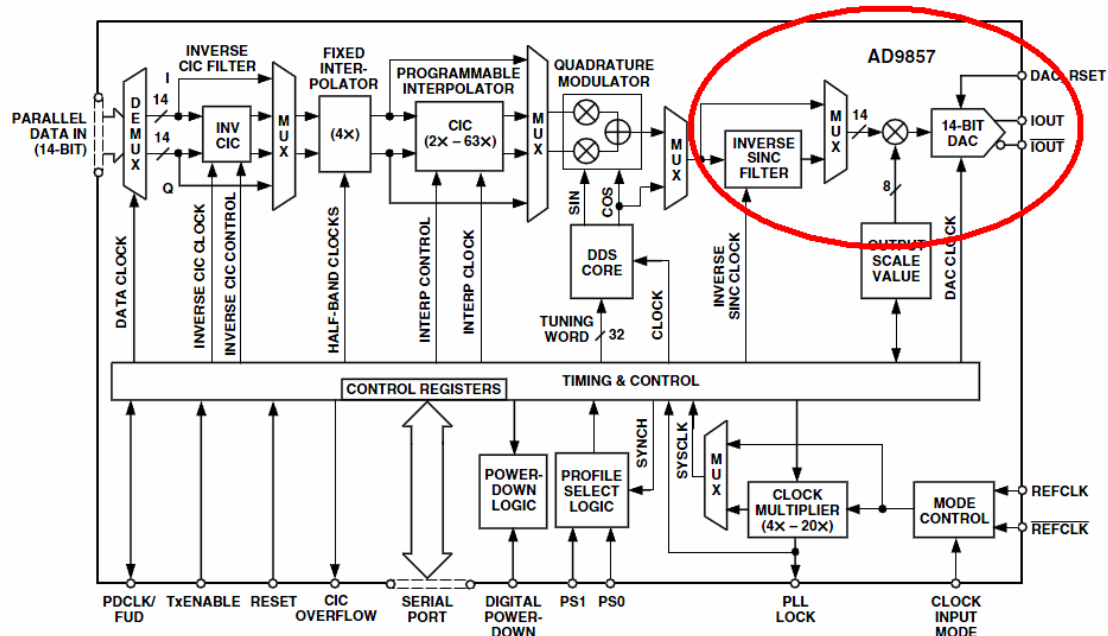 INVERSE
CIC FILTER
FIXED
INTER-
POLATOR
PROGRAMMABLE
INTERPOLATOR
QUADRATURE
MODULATOR
AD9857
DAC_RSET
PARALLEL
DATA IN
(14-BIT)
DEMUX
I
14
14
Q
INV
CIC
MUX
(4×)
CIC
(2× – 63×)
MUX
MUX
INVERSE
SINC
FILTER
MUX
14
8
14-BIT
DAC
IOUT
IOUT
SIN
COS
DDS
CORE
OUTPUT
SCALE
VALUE
DATA CLOCK
INVERSE CIC CLOCK
INVERSE CIC CONTROL
HALF-BAND CLOCKS
INTERP CONTROL
INTERP CLOCK
TUNING
WORD
32
CLOCK
INVERSE
SINC CLOCK
DAC CLOCK
TIMING & CONTROL
CONTROL REGISTERS
POWER-
DOWN
LOGIC
PROFILE
SELECT
LOGIC
SYNCH
SYSCLK
MUX
CLOCK
MULTIPLIER
(4× – 20×)
MODE
CONTROL
REFCLK
REFCLK
PDCLK/
FUD
TxENABLE
RESET
CIC
OVERFLOW
SERIAL
PORT
DIGITAL
POWER-
DOWN
PS1
PS0
PLL
LOCK
CLOCK
INPUT
MODE